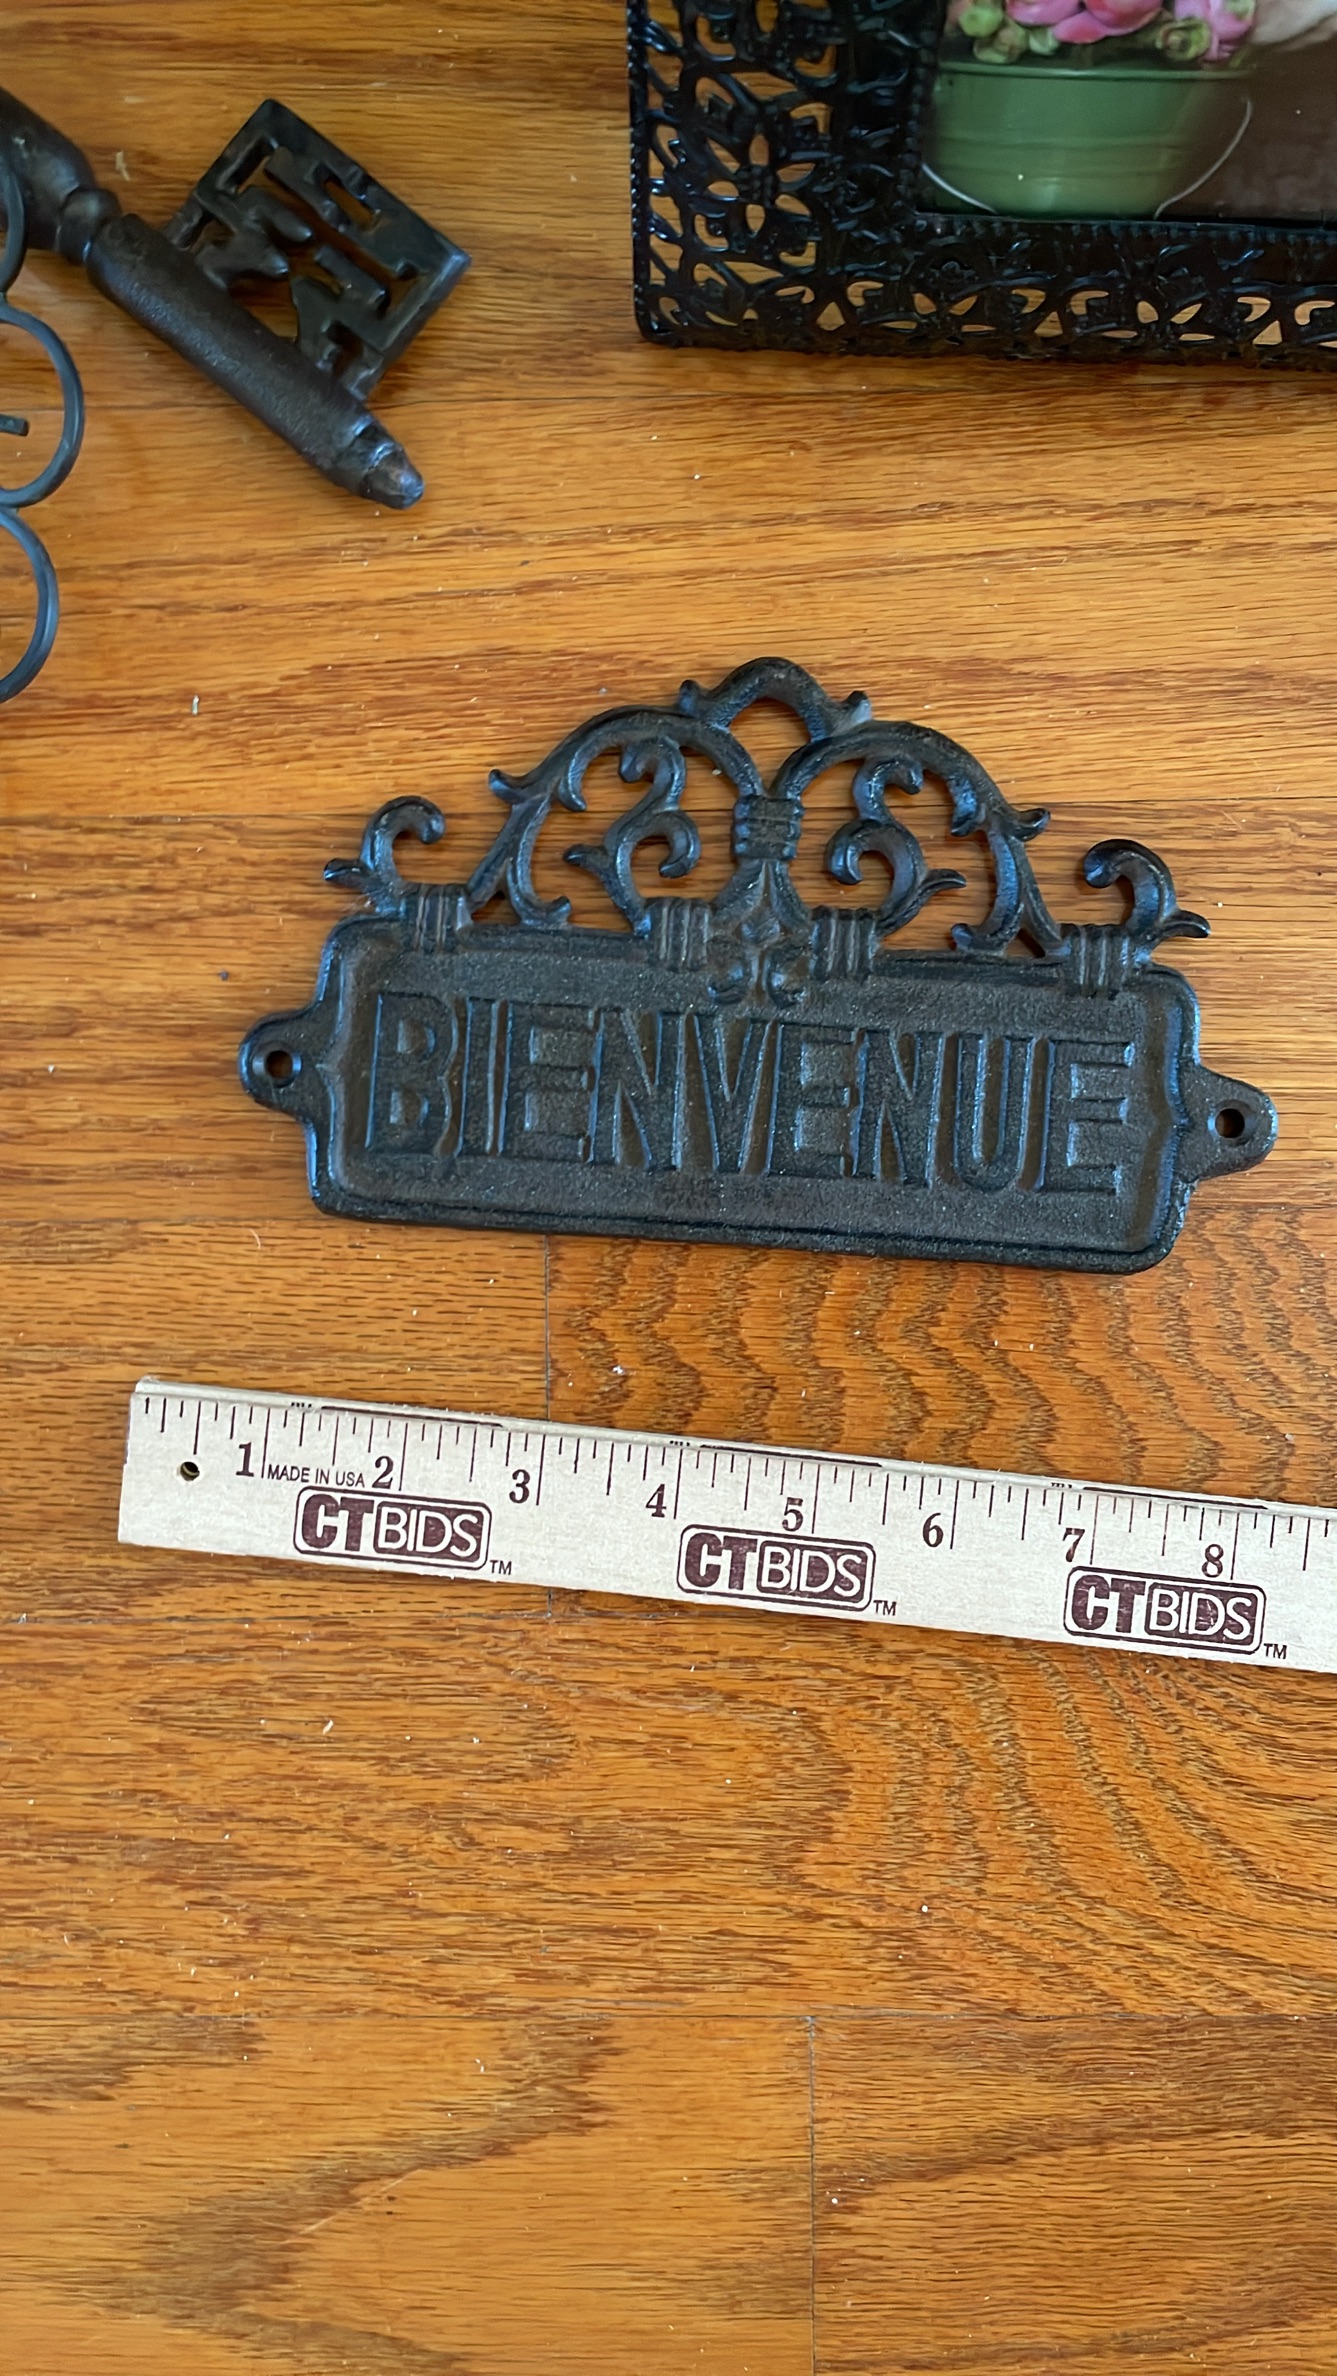 BIENVENUE
1 MADE IN USA 2 3 4 5 6 7 8
CTBIDS™ CTBIDS™ CTBIDS™